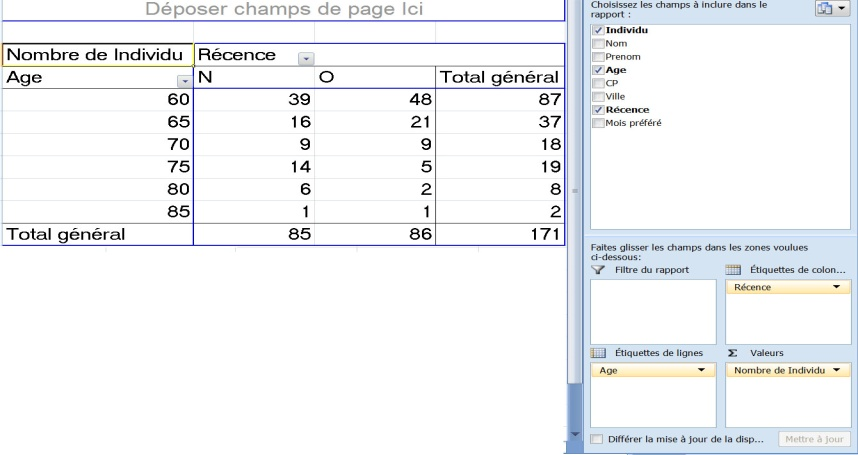 Déposer champs de page Ici
Nombre de Individu Récence
Age N O Total général
60 39 48 87
65 16 21 37
70 9 9 18
75 14 5 19
80 6 2 8
85 1 1 2
Total général 85 86 171
Choisissez les champs à inclure dans le
rapport :
Individu
Nom
Prenom
Age
CP
Ville
Récence
Mois préféré
Faites glisser les champs dans les zones voulues
ci-dessous:
Filtre du rapport
Étiquettes de colon...
Récence
Étiquettes de lignes
Σ Valeurs
Age
Nombre de Individu
Différer la mise à jour de la disp...
Mettre à jour